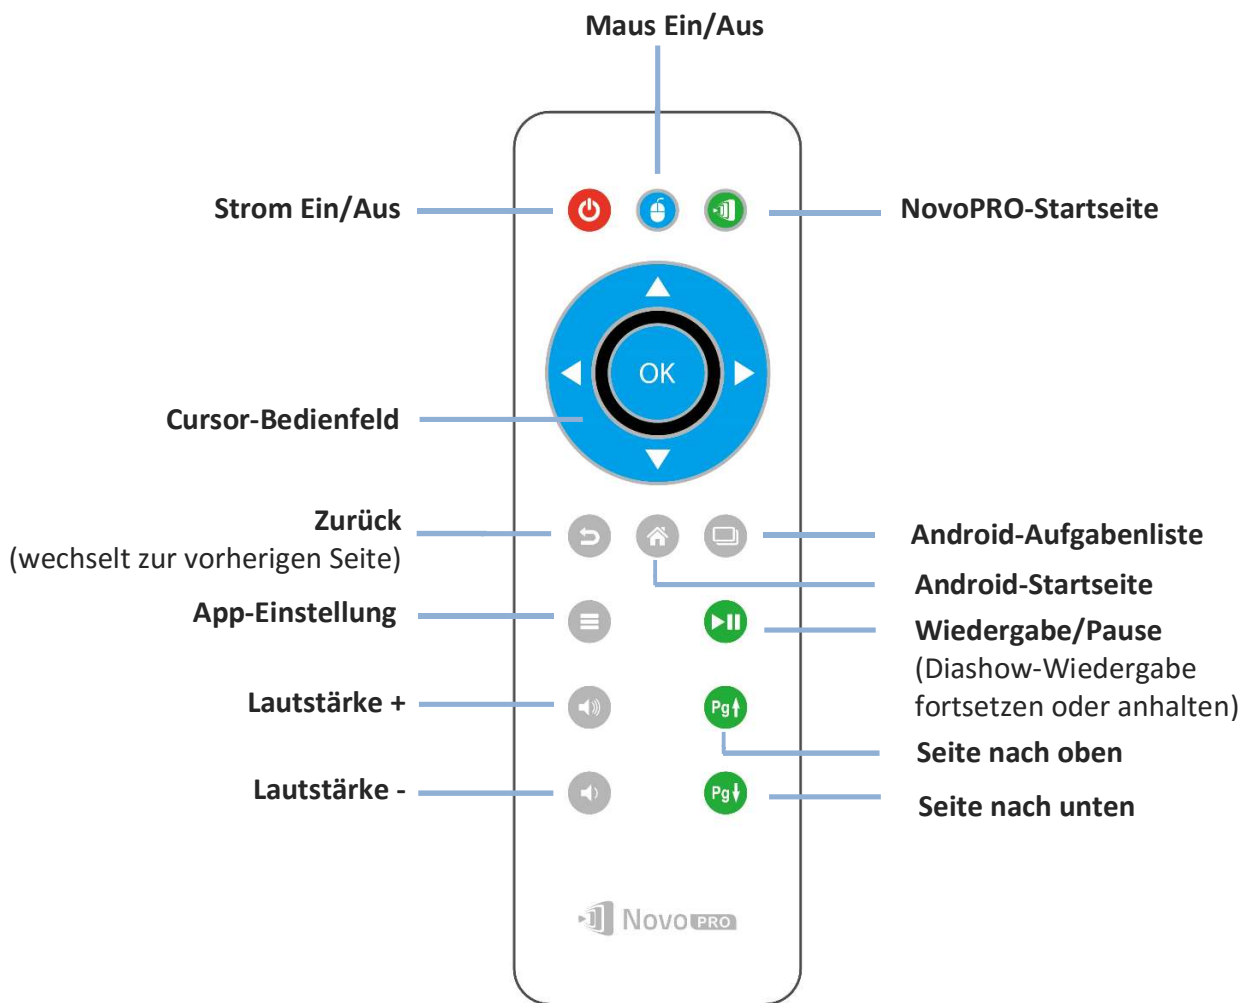 Maus Ein/Aus
Strom Ein/Aus
NovoPRO-Startseite
OK
Cursor-Bedienfeld
Zurück
(wechselt zur vorherigen Seite)
Android-Aufgabenliste
Android-Startseite
App-Einstellung
Wiedergabe/Pause
(Diashow-Wiedergabe
fortsetzen oder anhalten)
Lautstärke +
Pg
Seite nach oben
Lautstärke -
Pg
Seite nach unten
Novo PRO